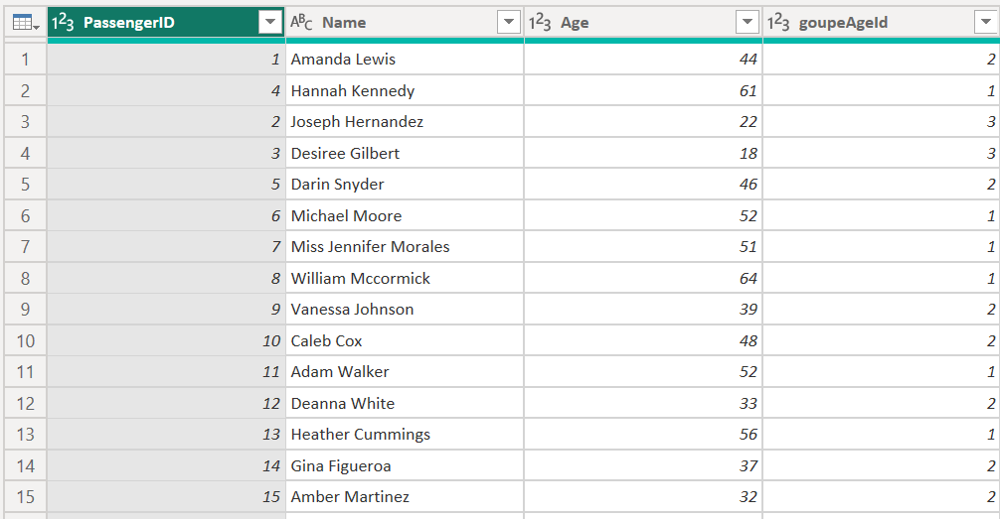 1²3 PassengerID ABC Name 1²3 Age 1²3 goupeAgeId
1 1 Amanda Lewis 44 2
2 4 Hannah Kennedy 61 1
3 2 Joseph Hernandez 22 3
4 3 Desiree Gilbert 18 3
5 5 Darin Snyder 46 2
6 6 Michael Moore 52 1
7 7 Miss Jennifer Morales 51 1
8 8 William Mccormick 64 1
9 9 Vanessa Johnson 39 2
10 10 Caleb Cox 48 2
11 11 Adam Walker 52 1
12 12 Deanna White 33 2
13 13 Heather Cummings 56 1
14 14 Gina Figueroa 37 2
15 15 Amber Martinez 32 2